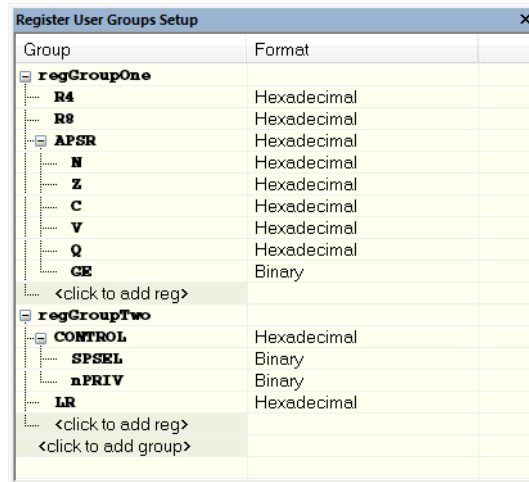 Register User Groups Setup
Group Format
regGroupOne
R4 Hexadecimal
R8 Hexadecimal
APSR Hexadecimal
N Hexadecimal
Z Hexadecimal
C Hexadecimal
V Hexadecimal
Q Hexadecimal
GE Binary
<click to add reg>
regGroupTwo
CONTROL Hexadecimal
SPSEL Binary
nPRIV Binary
LR Hexadecimal
<click to add reg>
<click to add group>